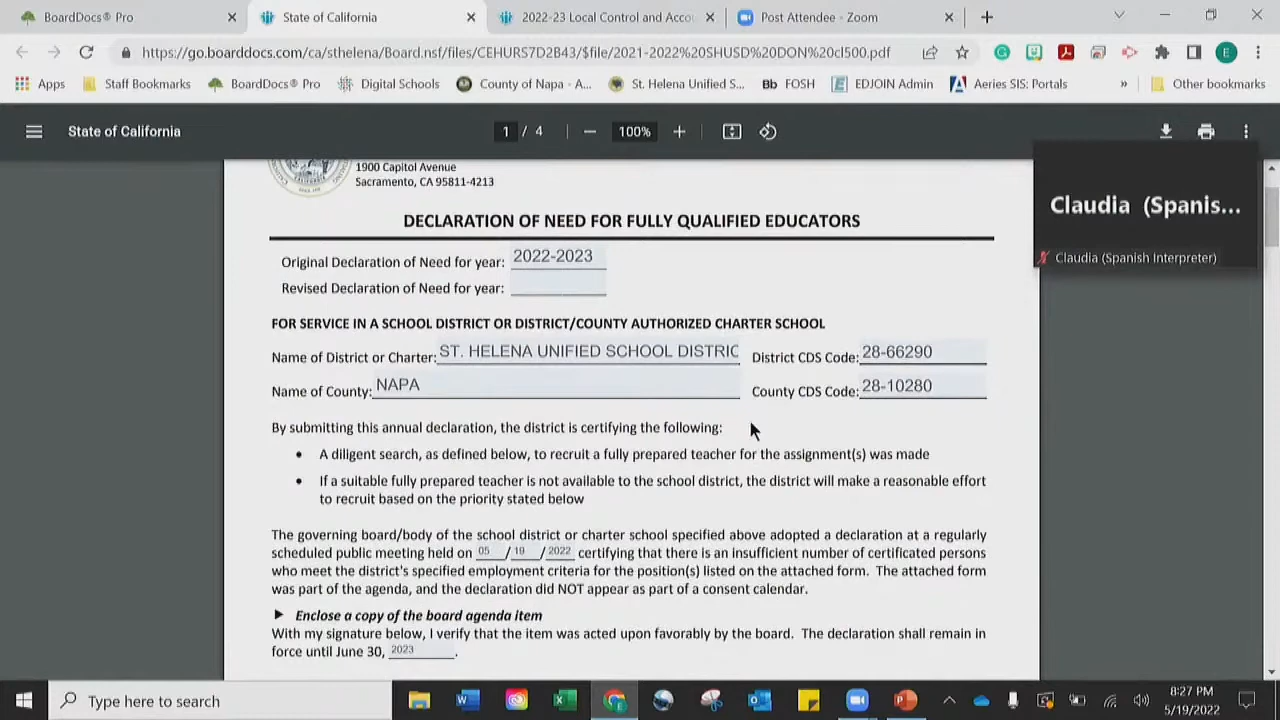 BoardDocs® Pro
State of California
2022-23 Local Control and Accou
Post Attendee - Zoom
https://go.boarddocs.com/ca/sthelena/Board.nsf/files/CEHURS7D2B43/$file/2021-2022%20SHUSD%20DON%20cl500.pdf
E
Apps
Staff Bookmarks
BoardDocs® Pro
Digital Schools
County of Napa - A...
St. Helena Unified S...
Bb FOSH
EDJOIN Admin
Aeries SIS: Portals
»
Other bookmarks
State of California
1 / 4
100%
1900 Capitol Avenue
Sacramento, CA 95811-4213
Claudia (Spanis...
Claudia (Spanish Interpreter)
DECLARATION OF NEED FOR FULLY QUALIFIED EDUCATORS
Original Declaration of Need for year: 2022-2023
Revised Declaration of Need for year:
FOR SERVICE IN A SCHOOL DISTRICT OR DISTRICT/COUNTY AUTHORIZED CHARTER SCHOOL
Name of District or Charter: ST. HELENA UNIFIED SCHOOL DISTRIC District CDS Code: 28-66290
Name of County: NAPA County CDS Code: 28-10280
By submitting this annual declaration, the district is certifying the following:
• A diligent search, as defined below, to recruit a fully prepared teacher for the assignment(s) was made
• If a suitable fully prepared teacher is not available to the school district, the district will make a reasonable effort
to recruit based on the priority stated below
The governing board/body of the school district or charter school specified above adopted a declaration at a regularly
scheduled public meeting held on 05 / 19 / 2022 certifying that there is an insufficient number of certificated persons
who meet the district's specified employment criteria for the position(s) listed on the attached form. The attached form
was part of the agenda, and the declaration did NOT appear as part of a consent calendar.
Enclose a copy of the board agenda item
With my signature below, I verify that the item was acted upon favorably by the board. The declaration shall remain in
force until June 30, 2023 .
Type here to search
8:27 PM
5/19/2022